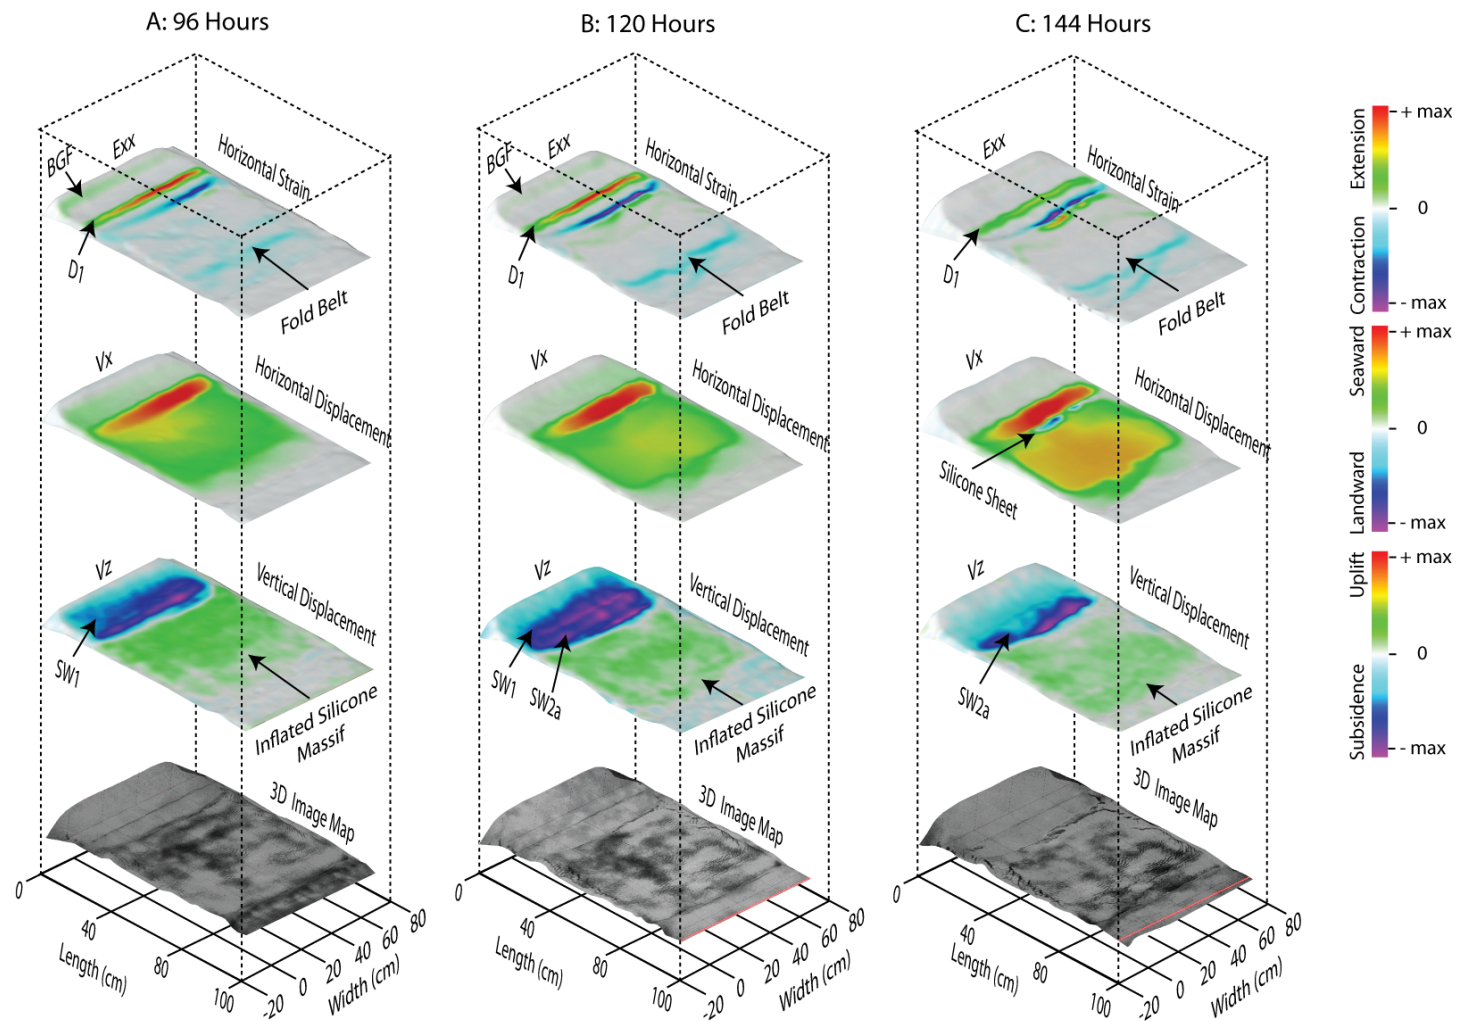 A: 96 Hours
B: 120 Hours
C: 144 Hours
BGF
Exx
Horizontal Strain
D1
Fold Belt
Vx
Horizontal Displacement
Vz
Vertical Displacement
SW1
Inflated Silicone
Massif
3D Image Map
0
40
80
100
Length (cm)
-20
0
20
40
60
80
Width (cm)
BGF
Exx
Horizontal Strain
D1
Fold Belt
Vx
Horizontal Displacement
Vz
Vertical Displacement
SW1
SW2a
Inflated Silicone
Massif
3D Image Map
0
40
80
100
Length (cm)
-20
0
20
40
60
80
Width (cm)
Exx
Horizontal Strain
D1
Fold Belt
Vx
Horizontal Displacement
Silicone Sheet
Vz
Vertical Displacement
SW2a
Inflated Silicone
Massif
3D Image Map
0
40
80
100
Length (cm)
-20
0
20
40
60
80
Width (cm)
Extension
Contraction
+ max
0
- max
Seaward
Landward
+ max
0
- max
Uplift
Subsidence
+ max
0
- max